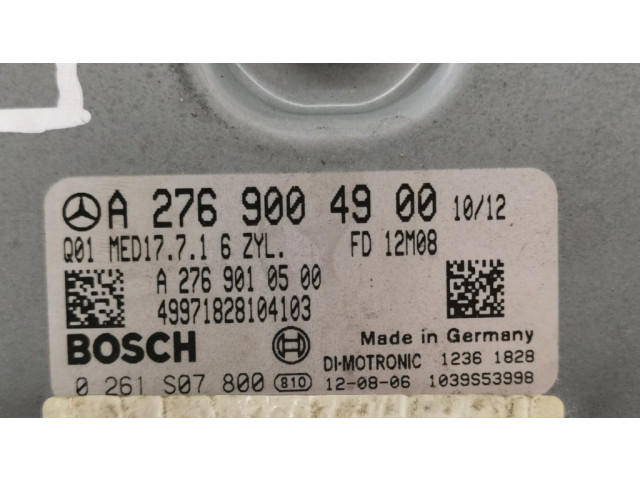 A 276 900 49 00 10/12
Q01 MED17.7.1 6 ZYL. FD 12M08
A 276 901 05 00
49971828104103
BOSCH Made in Germany
DI-MOTRONIC 1236 1828
0 261 S07 800 810 12-08-06 1039S53998